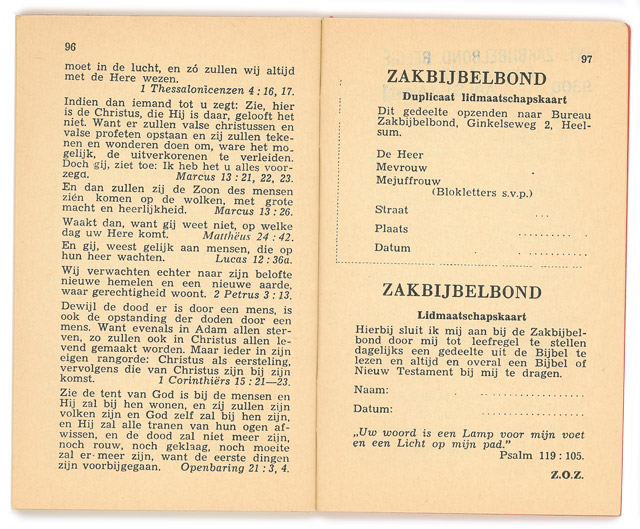 96
moet in de lucht, en zó zullen wij altijd
met de Here wezen.
1 Thessalonicenzen 4 : 16, 17.
Indien dan iemand tot u zegt: Zie, hier
is de Christus, die Hij is daar, gelooft het
niet. Want er zullen valse christussen en
valse profeten opstaan en zij zullen teke-
nen en wonderen doen om, ware het mo-
gelijk, de uitverkorenen te verleiden.
Doch gij, ziet toe: Ik heb het u alles voor-
zega. Marcus 13 : 21, 22, 23.
En dan zullen zij de Zoon des mensen
zién komen op de wolken, met grote
macht en heerlijkheid. Marcus 13 : 26.
Waakt dan, want gij weet niet, op welke
dag uw Here komt. Matthéüs 24 : 42.
En gij, weest gelijk aan mensen, die op
hun heer wachten. Lucas 12 : 36a.
Wij verwachten echter naar zijn belofte
nieuwe hemelen en een nieuwe aarde,
waar gerechtigheid woont. 2 Petrus 3 : 13.
Dewijl de dood er is door een mens, is
ook de opstanding der doden door een
mens. Want evenals in Adam allen ster-
ven, zo zullen ook in Christus allen le-
vend gemaakt worden. Maar ieder in zijn
eigen rangorde: Christus als eersteling,
vervolgens die van Christus zijn bij zijn
komst. 1 Corinthiërs 15 : 21—23.
Zie de tent van God is bij de mensen en
Hij zal bij hen wonen, en zij zullen zijn
volken zijn en God zelf zal bij hen zijn,
en Hij zal alle tranen van hun ogen af-
wissen, en de dood zal niet meer zijn,
noch rouw, noch geklaag, noch moeite
zal er meer zijn, want de eerste dingen
zijn voorbijgegaan. Openbaring 21 : 3, 4.
97
ZAKBIJBELBOND
Duplicaat lidmaatschapskaart
Dit gedeelte opzenden naar Bureau
Zakbijbelbond, Ginkelseweg 2, Heel-
sum.
De Heer
Mevrouw
Mejuffrouw
(Blokletters s.v.p.)
Straat ...
Plaats ..........
Datum ........
ZAKBIJBELBOND
Lidmaatschapskaart
Hierbij sluit ik mij aan bij de Zakbijbel-
bond door mij tot leefregel te stellen
dagelijks een gedeelte uit de Bijbel te
lezen en altijd en overal een Bijbel of
Nieuw Testament bij mij te dragen.
Naam: ...............
Datum: ...............
„Uw woord is een Lamp voor mijn voet
en een Licht op mijn pad."
Psalm 119 : 105.
Z.O.Z.